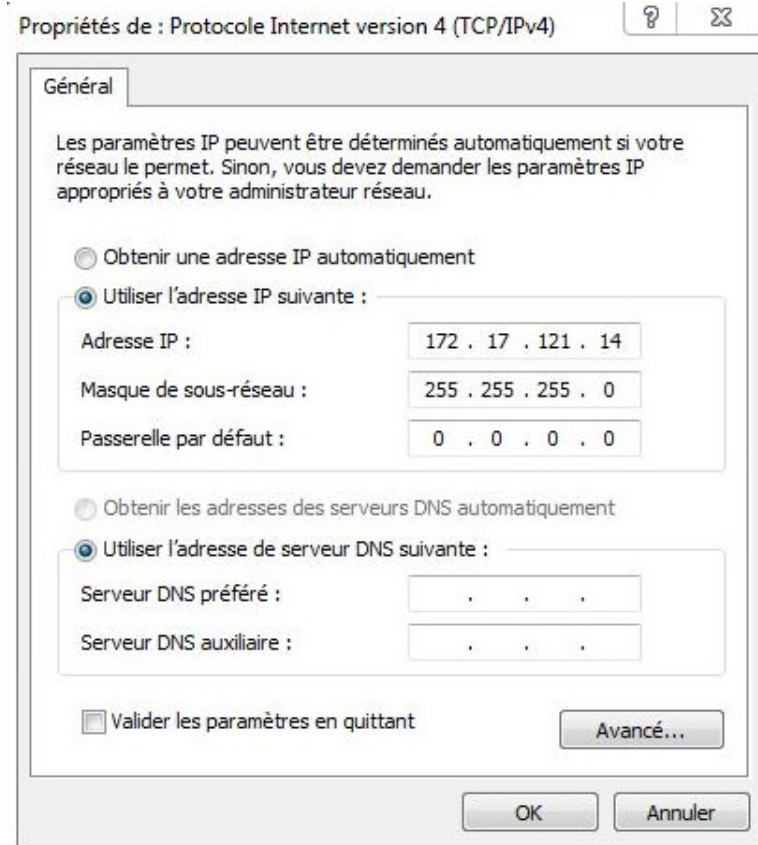 Propriétés de : Protocole Internet version 4 (TCP/IPv4)
Général
Les paramètres IP peuvent être déterminés automatiquement si votre
réseau le permet. Sinon, vous devez demander les paramètres IP
appropriés à votre administrateur réseau.
Obtenir une adresse IP automatiquement
Utiliser l'adresse IP suivante :
Adresse IP : 172 . 17 . 121 . 14
Masque de sous-réseau : 255 . 255 . 255 . 0
Passerelle par défaut : 0 . 0 . 0 . 0
Obtenir les adresses des serveurs DNS automatiquement
Utiliser l'adresse de serveur DNS suivante :
Serveur DNS préféré : . . .
Serveur DNS auxiliaire : . . .
Valider les paramètres en quittant
Avancé...
OK Annuler